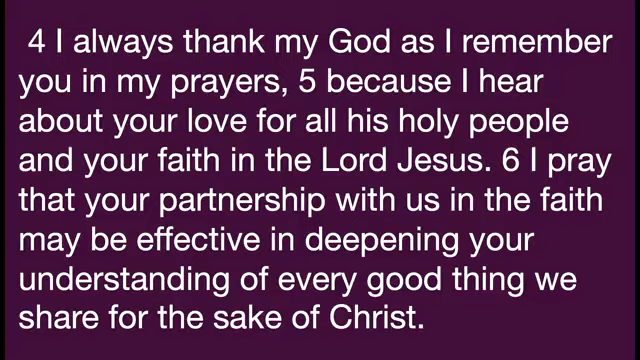 4 I always thank my God as I remember
you in my prayers, 5 because I hear
about your love for all his holy people
and your faith in the Lord Jesus. 6 I pray
that your partnership with us in the faith
may be effective in deepening your
understanding of every good thing we
share for the sake of Christ.